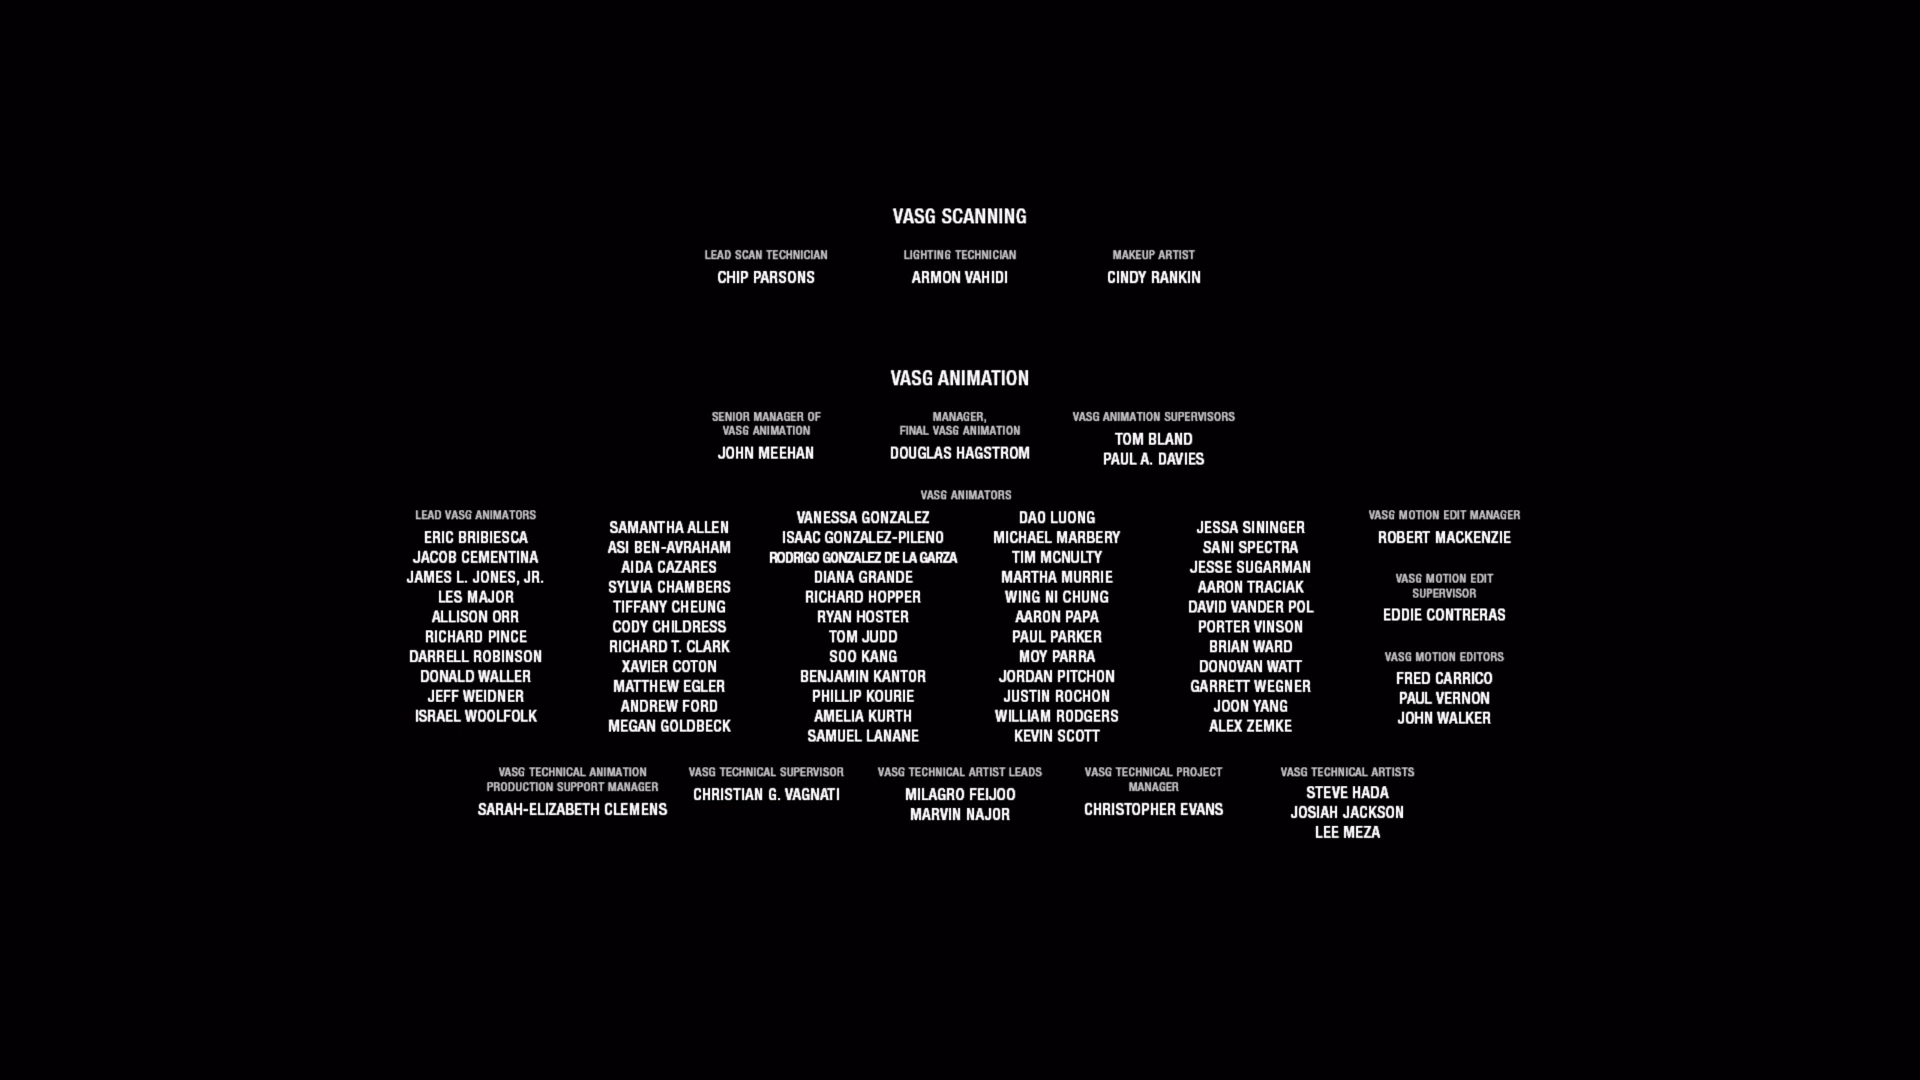 VASG SCANNING
LEAD SCAN TECHNICIAN
CHIP PARSONS
LIGHTING TECHNICIAN
ARMON VAHIDI
MAKEUP ARTIST
CINDY RANKIN
VASG ANIMATION
SENIOR MANAGER OF
VASG ANIMATION
JOHN MEEHAN
MANAGER,
FINAL VASG ANIMATION
DOUGLAS HAGSTROM
VASG ANIMATION SUPERVISORS
TOM BLAND
PAUL A. DAVIES
LEAD VASG ANIMATORS
ERIC BRIBIESCA
JACOB CEMENTINA
JAMES L. JONES, JR.
LES MAJOR
ALLISON ORR
RICHARD PINCE
DARRELL ROBINSON
DONALD WALLER
JEFF WEIDNER
ISRAEL WOOLFOLK
VASG ANIMATORS
SAMANTHA ALLEN
ASI BEN-AVRAHAM
AIDA CAZARES
SYLVIA CHAMBERS
TIFFANY CHEUNG
CODY CHILDRESS
RICHARD T. CLARK
XAVIER COTON
MATTHEW EGLER
ANDREW FORD
MEGAN GOLDBECK
VANESSA GONZALEZ
ISAAC GONZALEZ-PILENO
RODRIGO GONZALEZ DE LA GARZA
DIANA GRANDE
RICHARD HOPPER
RYAN HOSTER
TOM JUDD
SOO KANG
BENJAMIN KANTOR
PHILLIP KOURIE
AMELIA KURTH
SAMUEL LANANE
DAO LUONG
MICHAEL MARBERY
TIM MCNULTY
MARTHA MURRIE
WING NI CHUNG
AARON PAPA
PAUL PARKER
MOY PARRA
JORDAN PITCHON
JUSTIN ROCHON
WILLIAM RODGERS
KEVIN SCOTT
JESSA SININGER
SANI SPECTRA
JESSE SUGARMAN
AARON TRACIAK
DAVID VANDER POL
PORTER VINSON
BRIAN WARD
DONOVAN WATT
GARRETT WEGNER
JOON YANG
ALEX ZEMKE
VASG MOTION EDIT MANAGER
ROBERT MACKENZIE
VASG MOTION EDIT
SUPERVISOR
EDDIE CONTRERAS
VASG MOTION EDITORS
FRED CARRICO
PAUL VERNON
JOHN WALKER
VASG TECHNICAL ANIMATION
PRODUCTION SUPPORT MANAGER
SARAH-ELIZABETH CLEMENS
VASG TECHNICAL SUPERVISOR
CHRISTIAN G. VAGNATI
VASG TECHNICAL ARTIST LEADS
MILAGRO FEIJOO
MARVIN NAJOR
VASG TECHNICAL PROJECT
MANAGER
CHRISTOPHER EVANS
VASG TECHNICAL ARTISTS
STEVE HADA
JOSIAH JACKSON
LEE MEZA